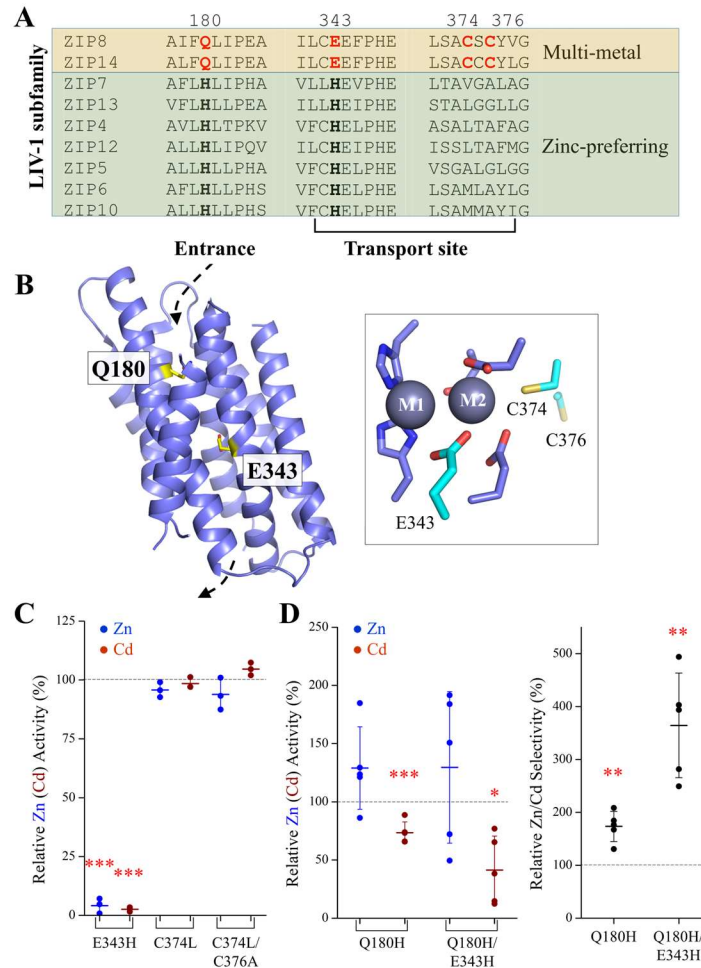 A
180 343 374 376
LIV-1 subfamily
ZIP8 AIFQLIPEA ILCEEFPHE LSACSCYVG
ZIP14 ALFQLIPEA ILCEEFPHE LSACCCYLG
Multi-metal
ZIP7 AFLHLIPHA VLLHEVPHE LTAVGALAG
ZIP13 VFLHLLPEA ILLHEIPHE STALGGLLG
ZIP4 AVLHLTPKV VFCHELPHE ASALTAFAG
ZIP12 ALLHLIPQV ILCHEIPHE ISSLTAFMG
ZIP5 ALLHLLPHA VFCHELPHE VSGALGLGG
ZIP6 AFLHLLPHS VFCHELPHE LSAMLAYLG
ZIP10 ALLHLLPHS VFCHELPHE LSAMMAYIG
Zinc-preferring
Entrance
Transport site
B
Q180
E343
M1
M2
C374
C376
E343
C
Zn
Cd
Relative Zn (Cd) Activity (%)
125
100
75
50
25
0
***
***
E343H
C374L
C374L/
C376A
D
Zn
Cd
Relative Zn (Cd) Activity (%)
250
200
150
100
50
0
***
*
Q180H
Q180H/
E343H
Relative Zn/Cd Selectivity (%)
500
400
300
200
100
0
**
**
Q180H
Q180H/
E343H